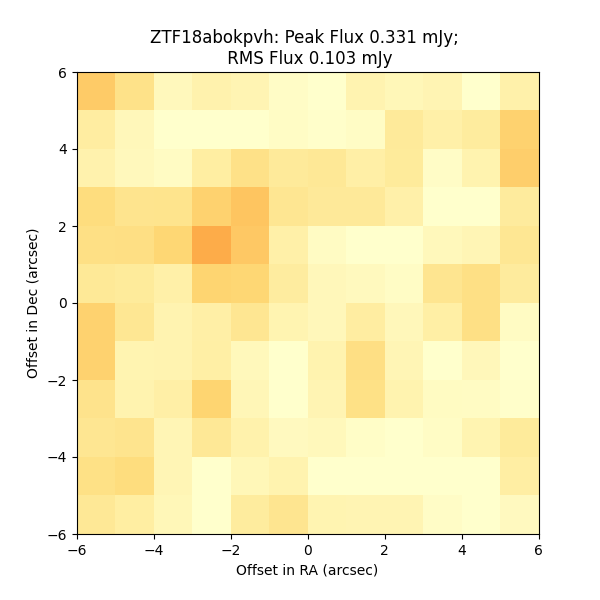 ZTF18abokpvh: Peak Flux 0.331 mJy;
RMS Flux 0.103 mJy
6
4
2
0
−2
−4
−6
Offset in Dec (arcsec)
−6 −4 −2 0 2 4 6
Offset in RA (arcsec)